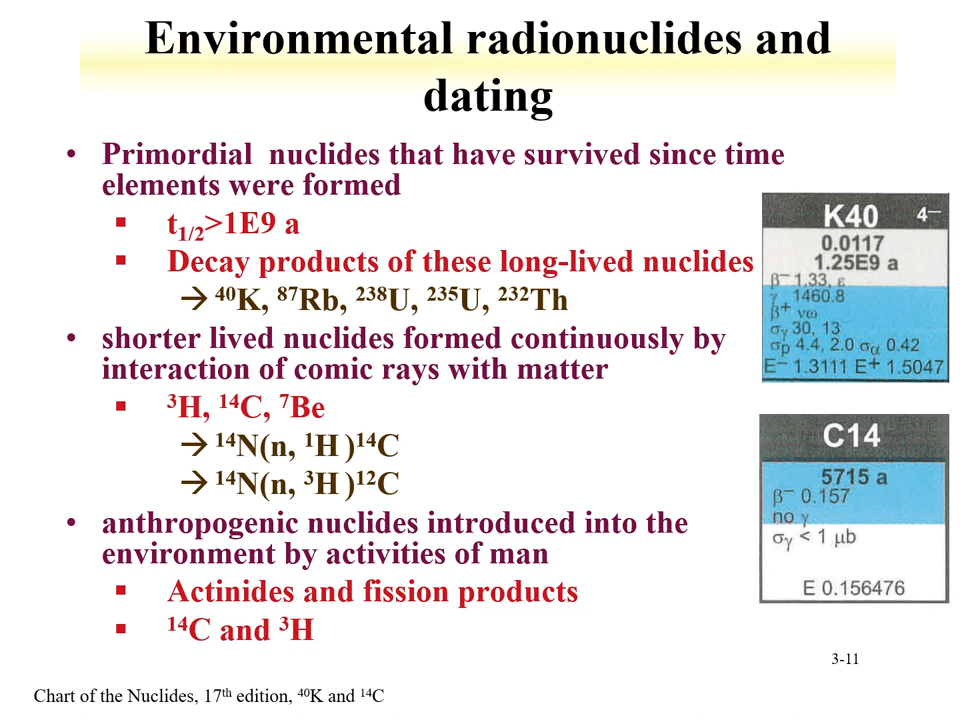 Environmental radionuclides and
dating
• Primordial nuclides that have survived since time
elements were formed
▪ t₁/₂>1E9 a
▪ Decay products of these long-lived nuclides
→ ⁴⁰K, ⁸⁷Rb, ²³⁸U, ²³⁵U, ²³²Th
• shorter lived nuclides formed continuously by
interaction of comic rays with matter
▪ ³H, ¹⁴C, ⁷Be
→ ¹⁴N(n, ¹H )¹⁴C
→ ¹⁴N(n, ³H )¹²C
• anthropogenic nuclides introduced into the
environment by activities of man
▪ Actinides and fission products
▪ ¹⁴C and ³H
K40 4–
0.0117
1.25E9 a
β– 1.33, ε
γ 1460.8
β+ νω
σγ 30, 13
σp 4.4, 2.0 σα 0.42
E– 1.3111 E+ 1.5047
C14
5715 a
β– 0.157
no γ
σγ < 1 μb
E 0.156476
3-11
Chart of the Nuclides, 17ᵗʰ edition, ⁴⁰K and ¹⁴C